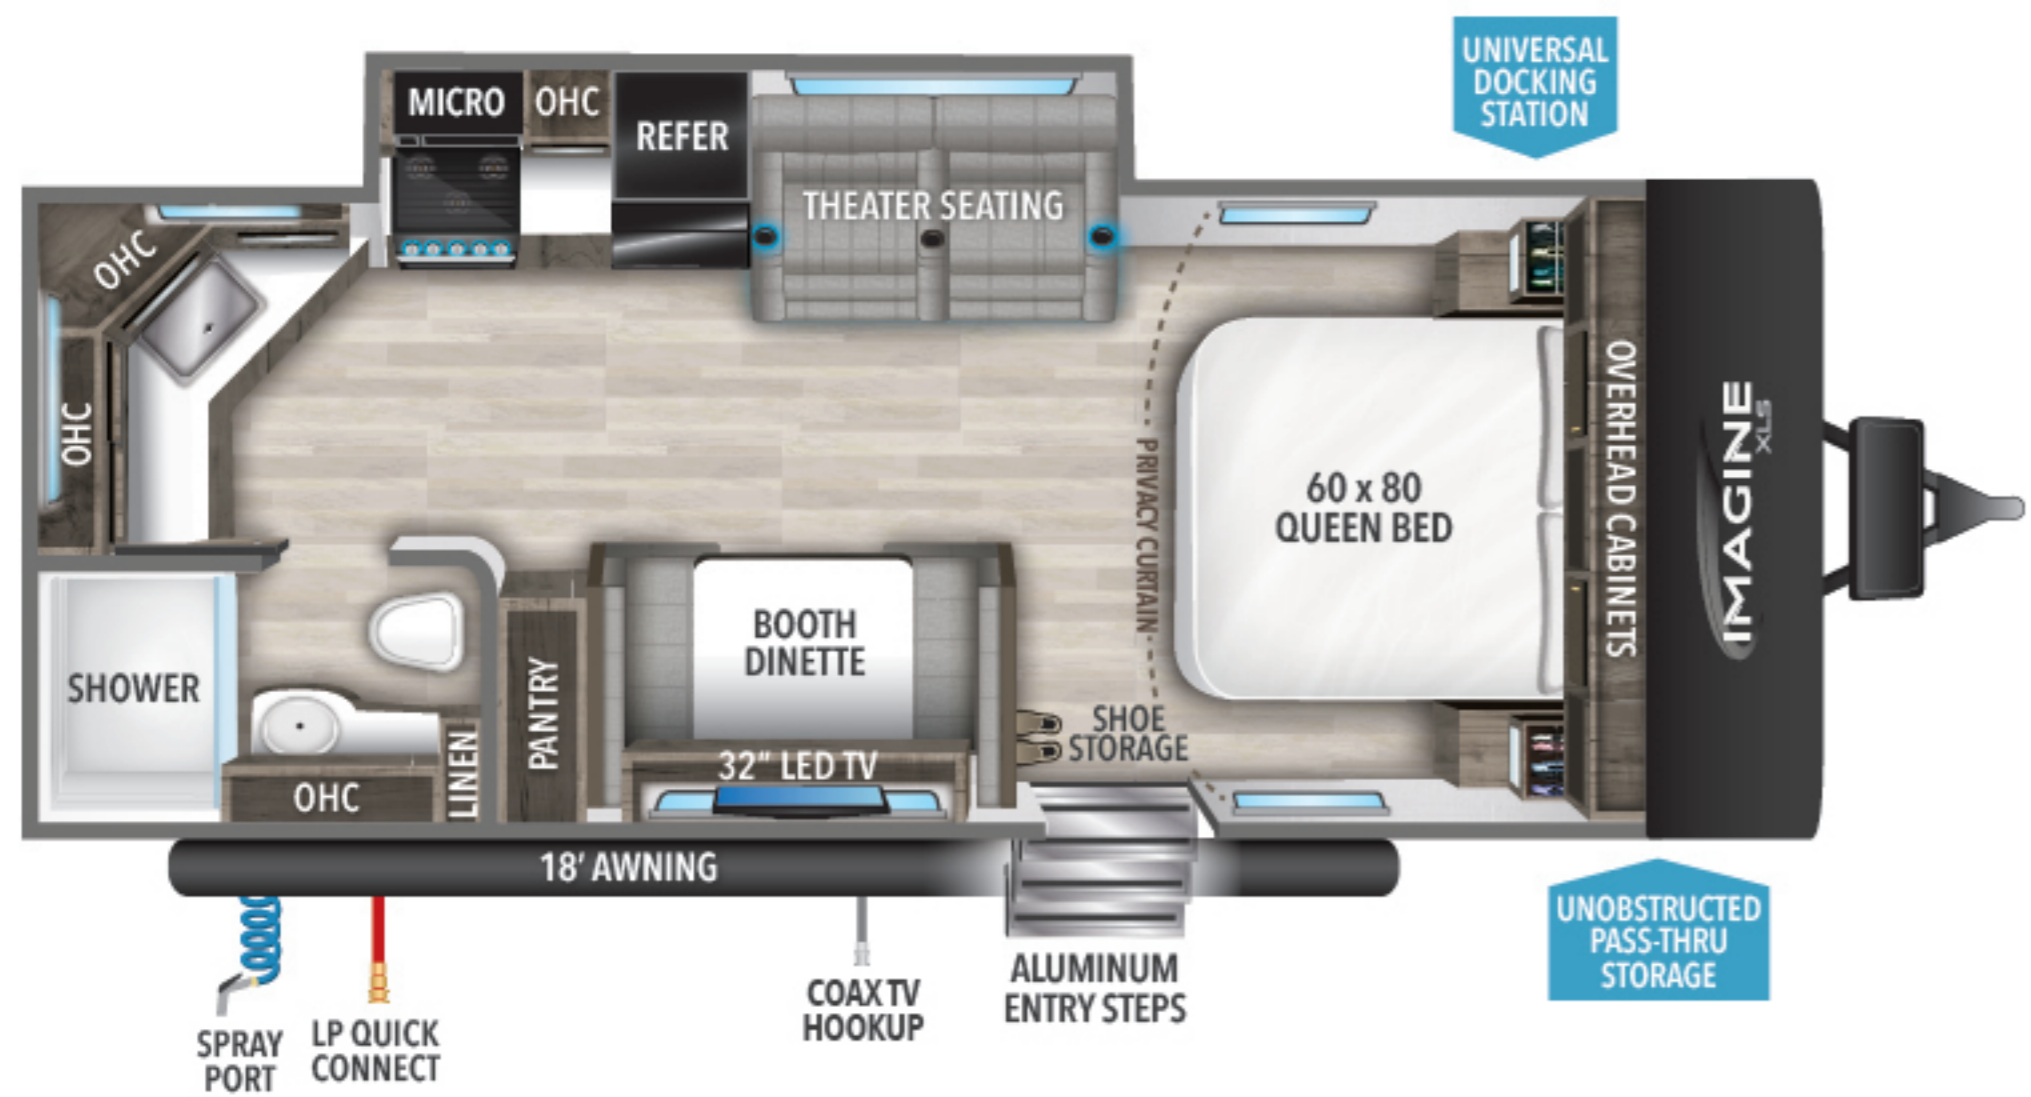 UNIVERSAL
DOCKING
STATION
MICRO
OHC
REFER
THEATER SEATING
OHC
OHC
OVERHEAD CABINETS
IMAGINE
XLS
PRIVACY CURTAIN
60 x 80
QUEEN BED
BOOTH
DINETTE
SHOWER
PANTRY
SHOE
STORAGE
LINEN
32" LED TV
OHC
18' AWNING
UNOBSTRUCTED
PASS-THRU
STORAGE
ALUMINUM
ENTRY STEPS
COAX TV
HOOKUP
LP QUICK
CONNECT
SPRAY
PORT